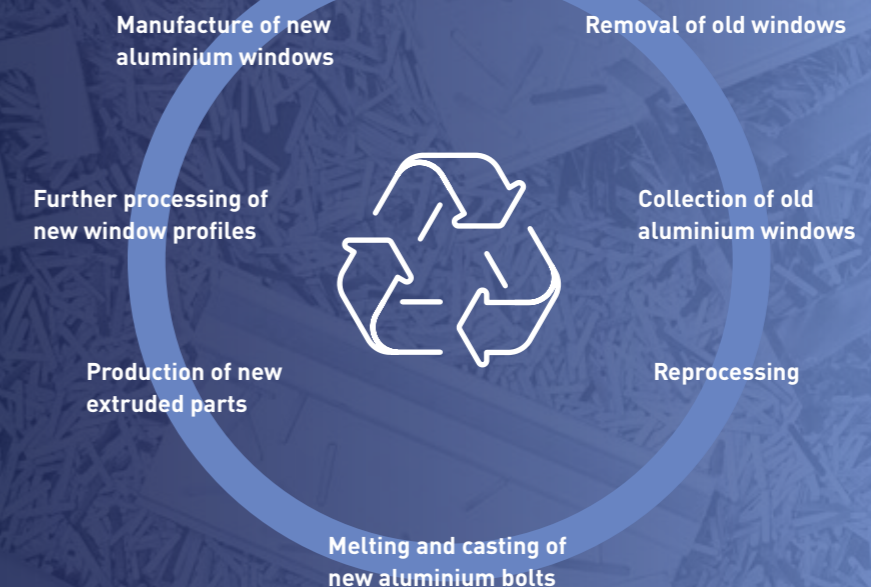 Manufacture of new
aluminium windows
Removal of old windows
Further processing of
new window profiles
Collection of old
aluminium windows
Production of new
extruded parts
Reprocessing
Melting and casting of
new aluminium bolts